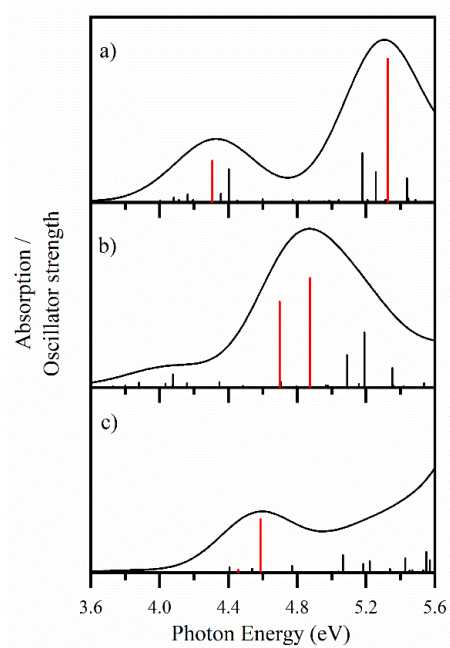 a)
b)
c)
Absorption /
Oscillator strength
3.6 4.0 4.4 4.8 5.2 5.6
Photon Energy (eV)